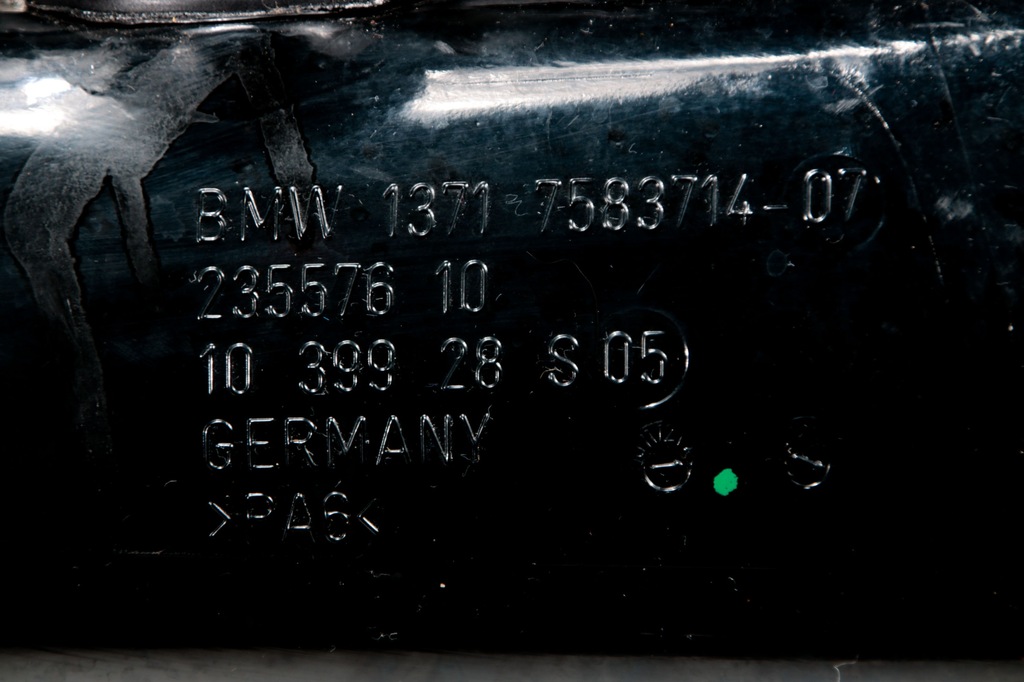 BMW 1371 7583714-07
235576 10
10 399 28 S 05
GERMANY
>PA6<